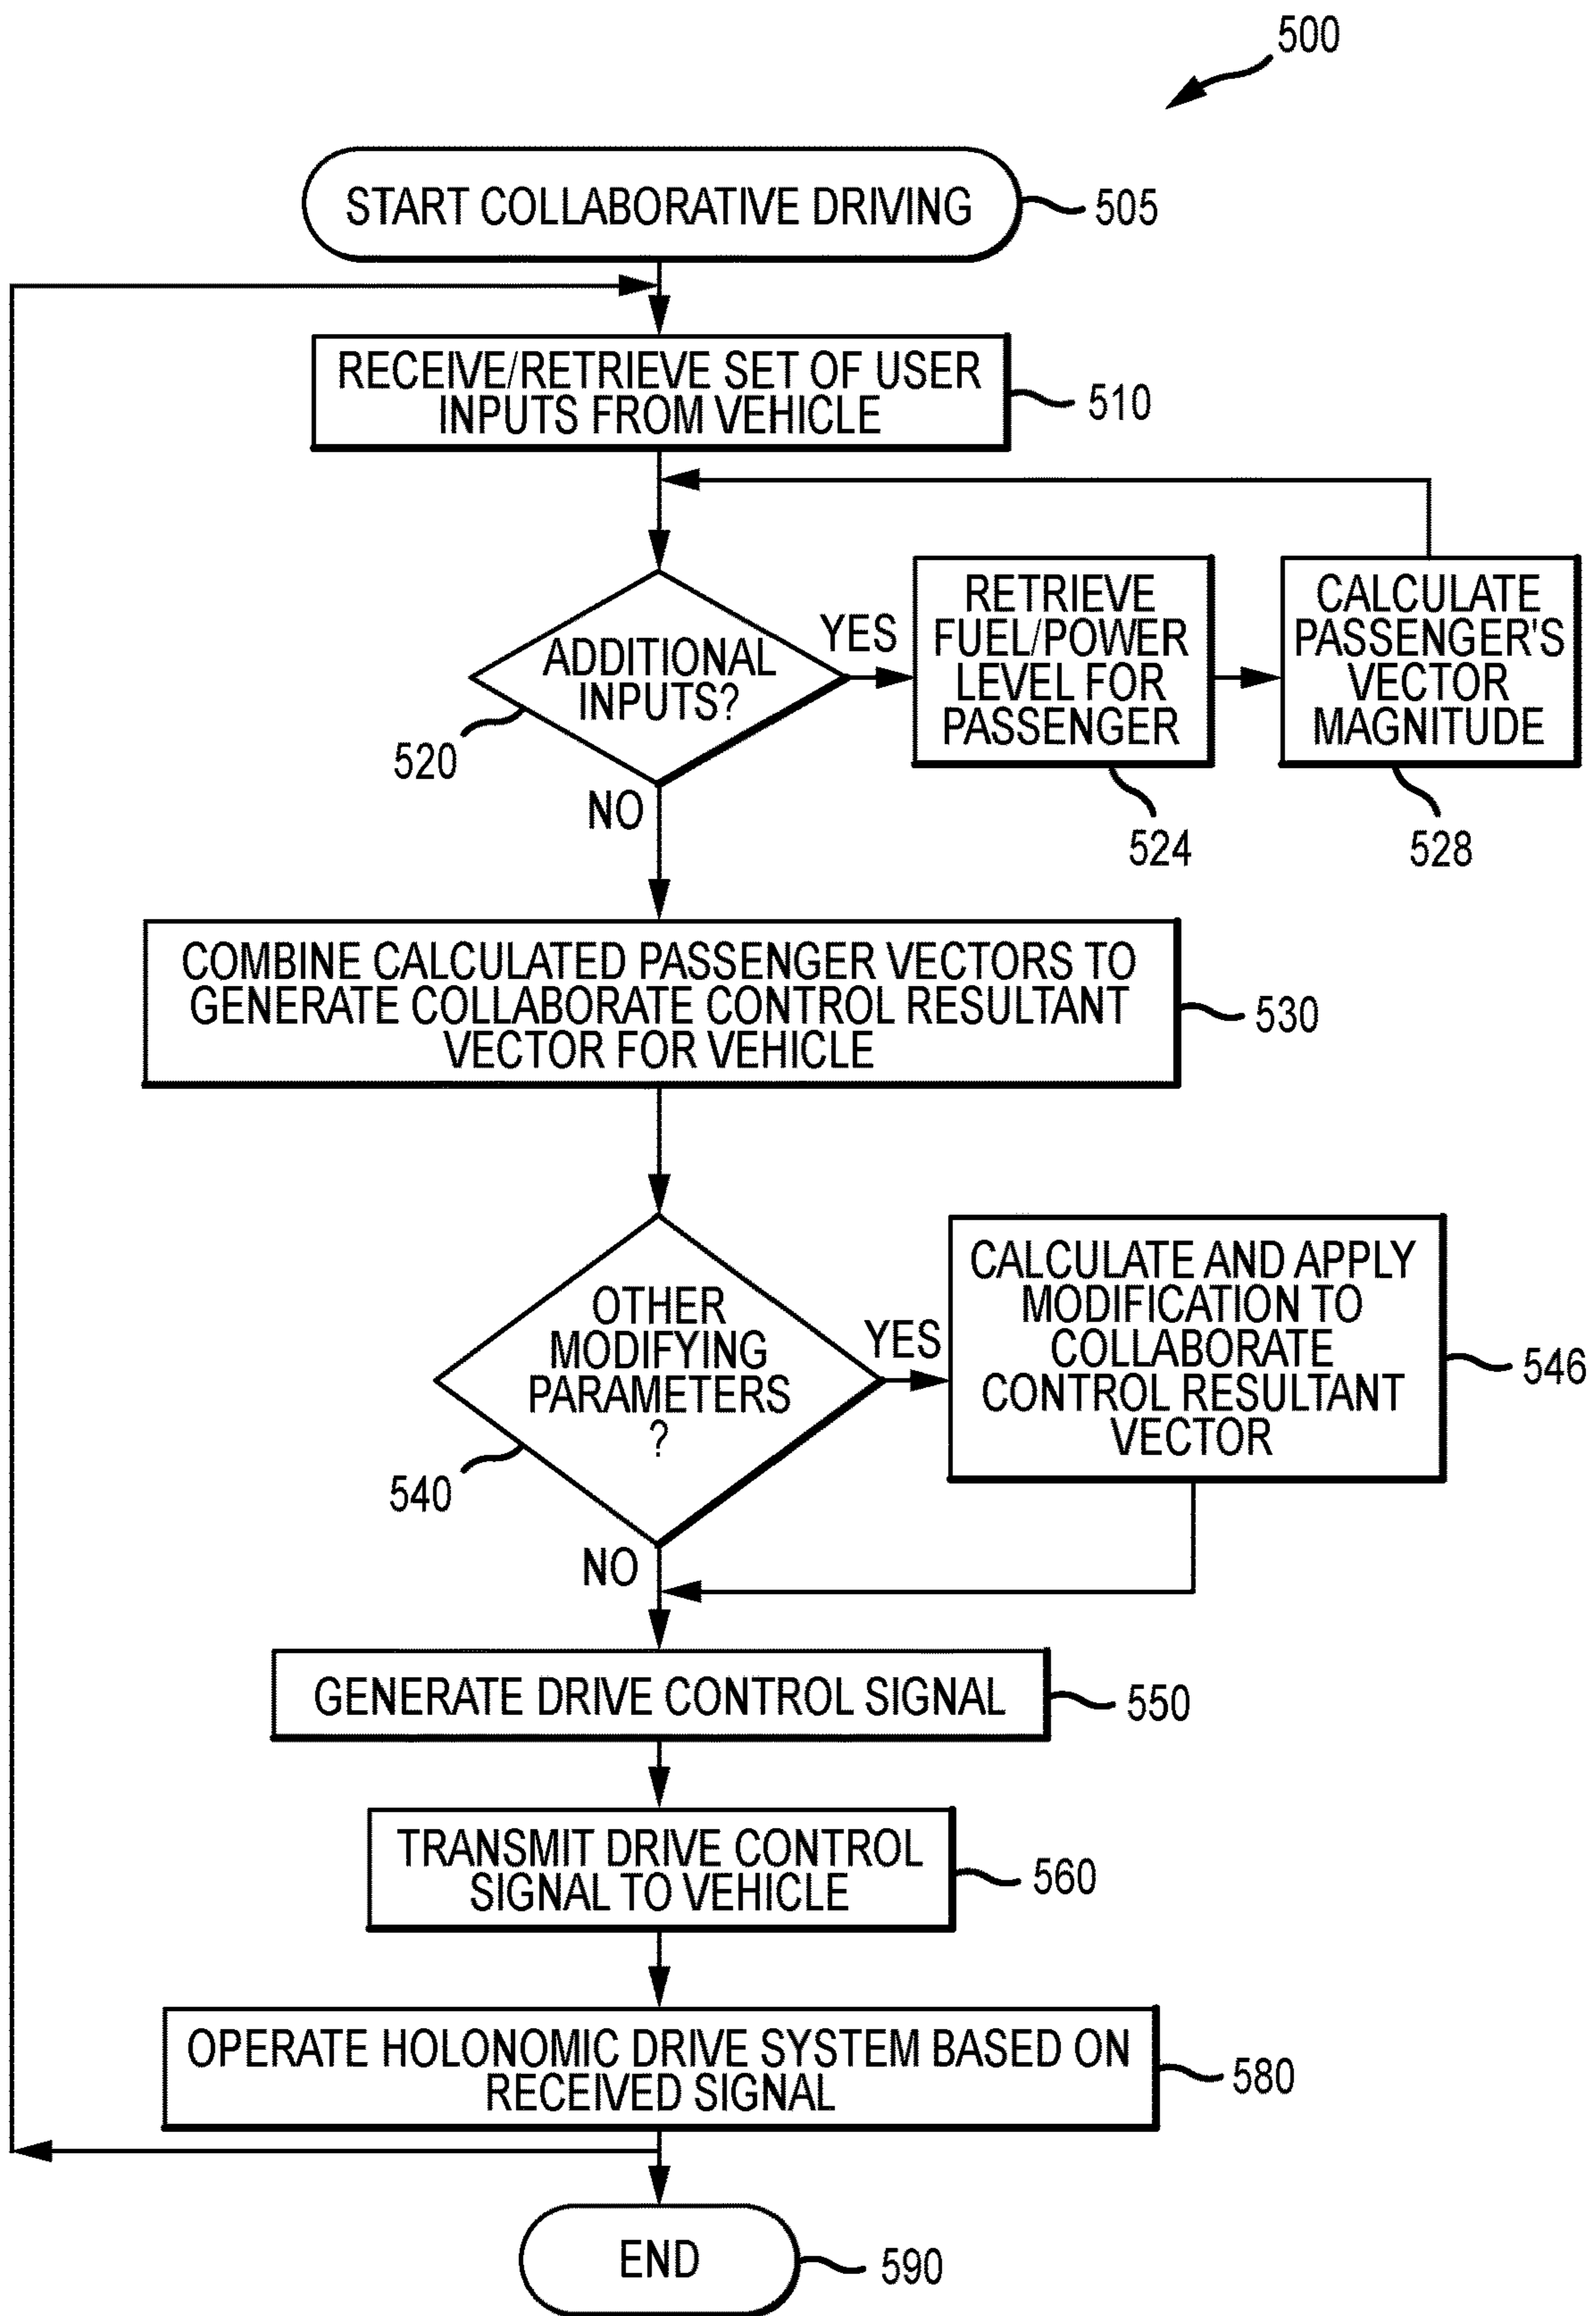 500
START COLLABORATIVE DRIVING
505
RECEIVE/RETRIEVE SET OF USER
INPUTS FROM VEHICLE
510
ADDITIONAL
INPUTS?
520
YES
RETRIEVE
FUEL/POWER
LEVEL FOR
PASSENGER
524
CALCULATE
PASSENGER'S
VECTOR
MAGNITUDE
528
NO
COMBINE CALCULATED PASSENGER VECTORS TO
GENERATE COLLABORATE CONTROL RESULTANT
VECTOR FOR VEHICLE
530
OTHER
MODIFYING
PARAMETERS
?
540
YES
CALCULATE AND APPLY
MODIFICATION TO
COLLABORATE
CONTROL RESULTANT
VECTOR
546
NO
GENERATE DRIVE CONTROL SIGNAL
550
TRANSMIT DRIVE CONTROL
SIGNAL TO VEHICLE
560
OPERATE HOLONOMIC DRIVE SYSTEM BASED ON
RECEIVED SIGNAL
580
END
590